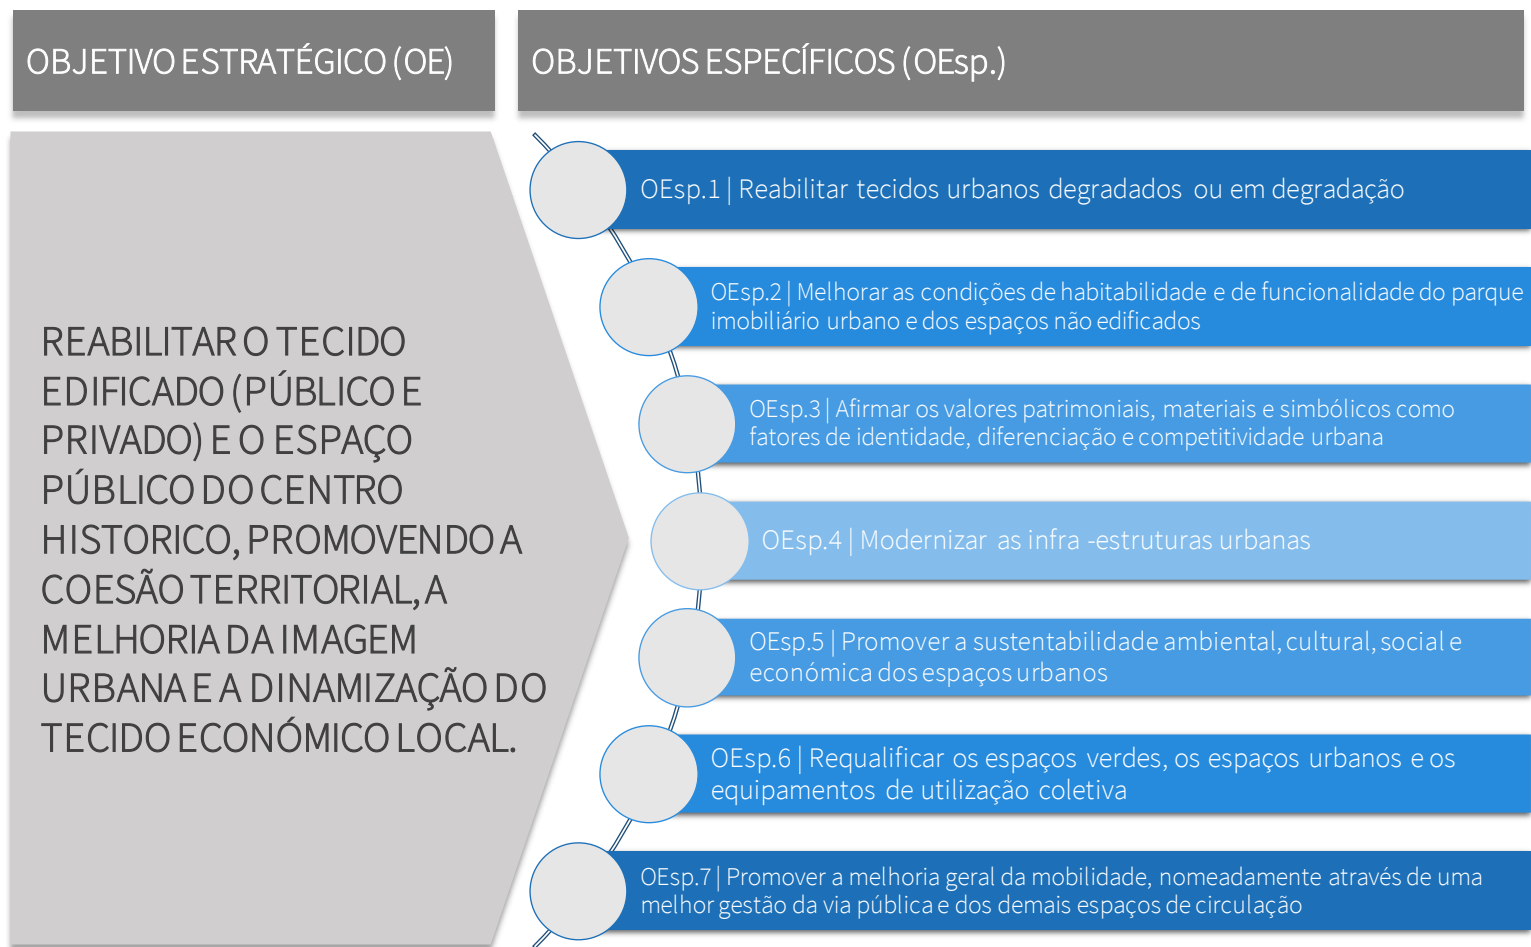 OBJETIVO ESTRATÉGICO (OE)
OBJETIVOS ESPECÍFICOS (OEsp.)
REABILITAR O TECIDO
EDIFICADO (PÚBLICO E
PRIVADO) E O ESPAÇO
PÚBLICO DO CENTRO
HISTORICO, PROMOVENDO A
COESÃO TERRITORIAL, A
MELHORIA DA IMAGEM
URBANA E A DINAMIZAÇÃO DO
TECIDO ECONÓMICO LOCAL.
OEsp.1 | Reabilitar tecidos urbanos degradados ou em degradação
OEsp.2 | Melhorar as condições de habitabilidade e de funcionalidade do parque
imobiliário urbano e dos espaços não edificados
OEsp.3 | Afirmar os valores patrimoniais, materiais e simbólicos como
fatores de identidade, diferenciação e competitividade urbana
OEsp.4 | Modernizar as infra -estruturas urbanas
OEsp.5 | Promover a sustentabilidade ambiental, cultural, social e
económica dos espaços urbanos
OEsp.6 | Requalificar os espaços verdes, os espaços urbanos e os
equipamentos de utilização coletiva
OEsp.7 | Promover a melhoria geral da mobilidade, nomeadamente através de uma
melhor gestão da via pública e dos demais espaços de circulação